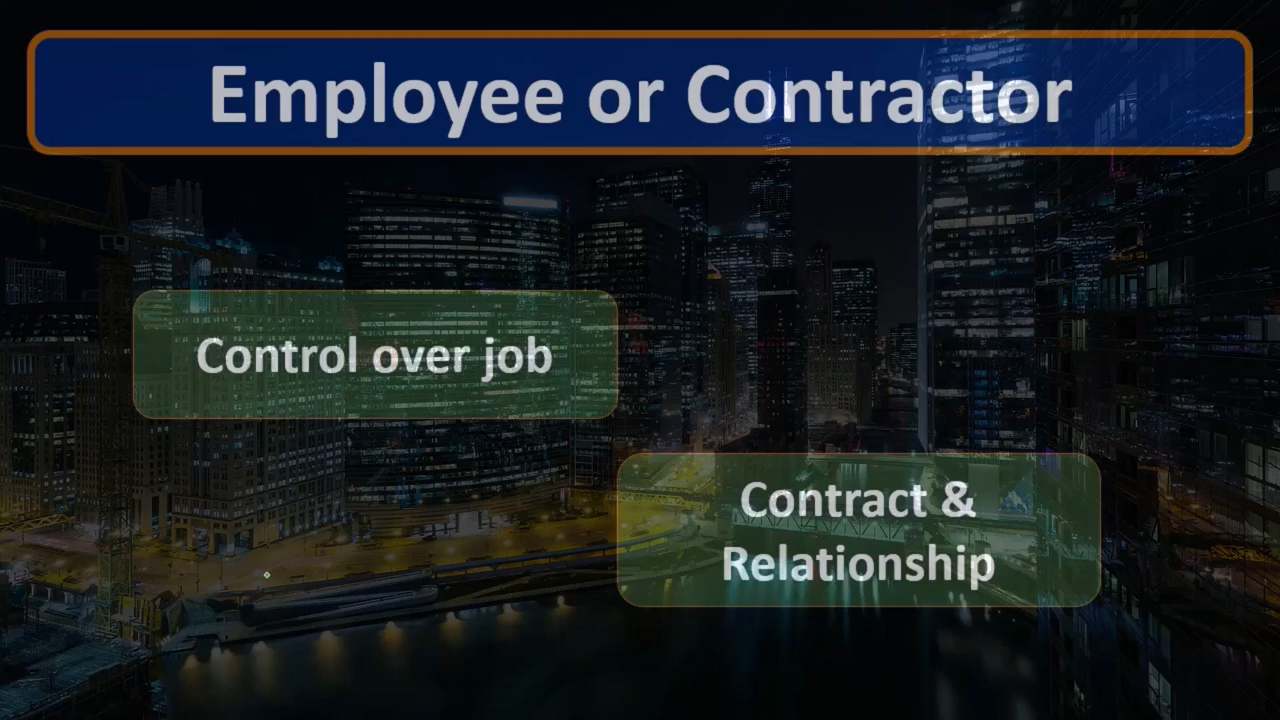 Employee or Contractor
Control over job
Contract &
Relationship